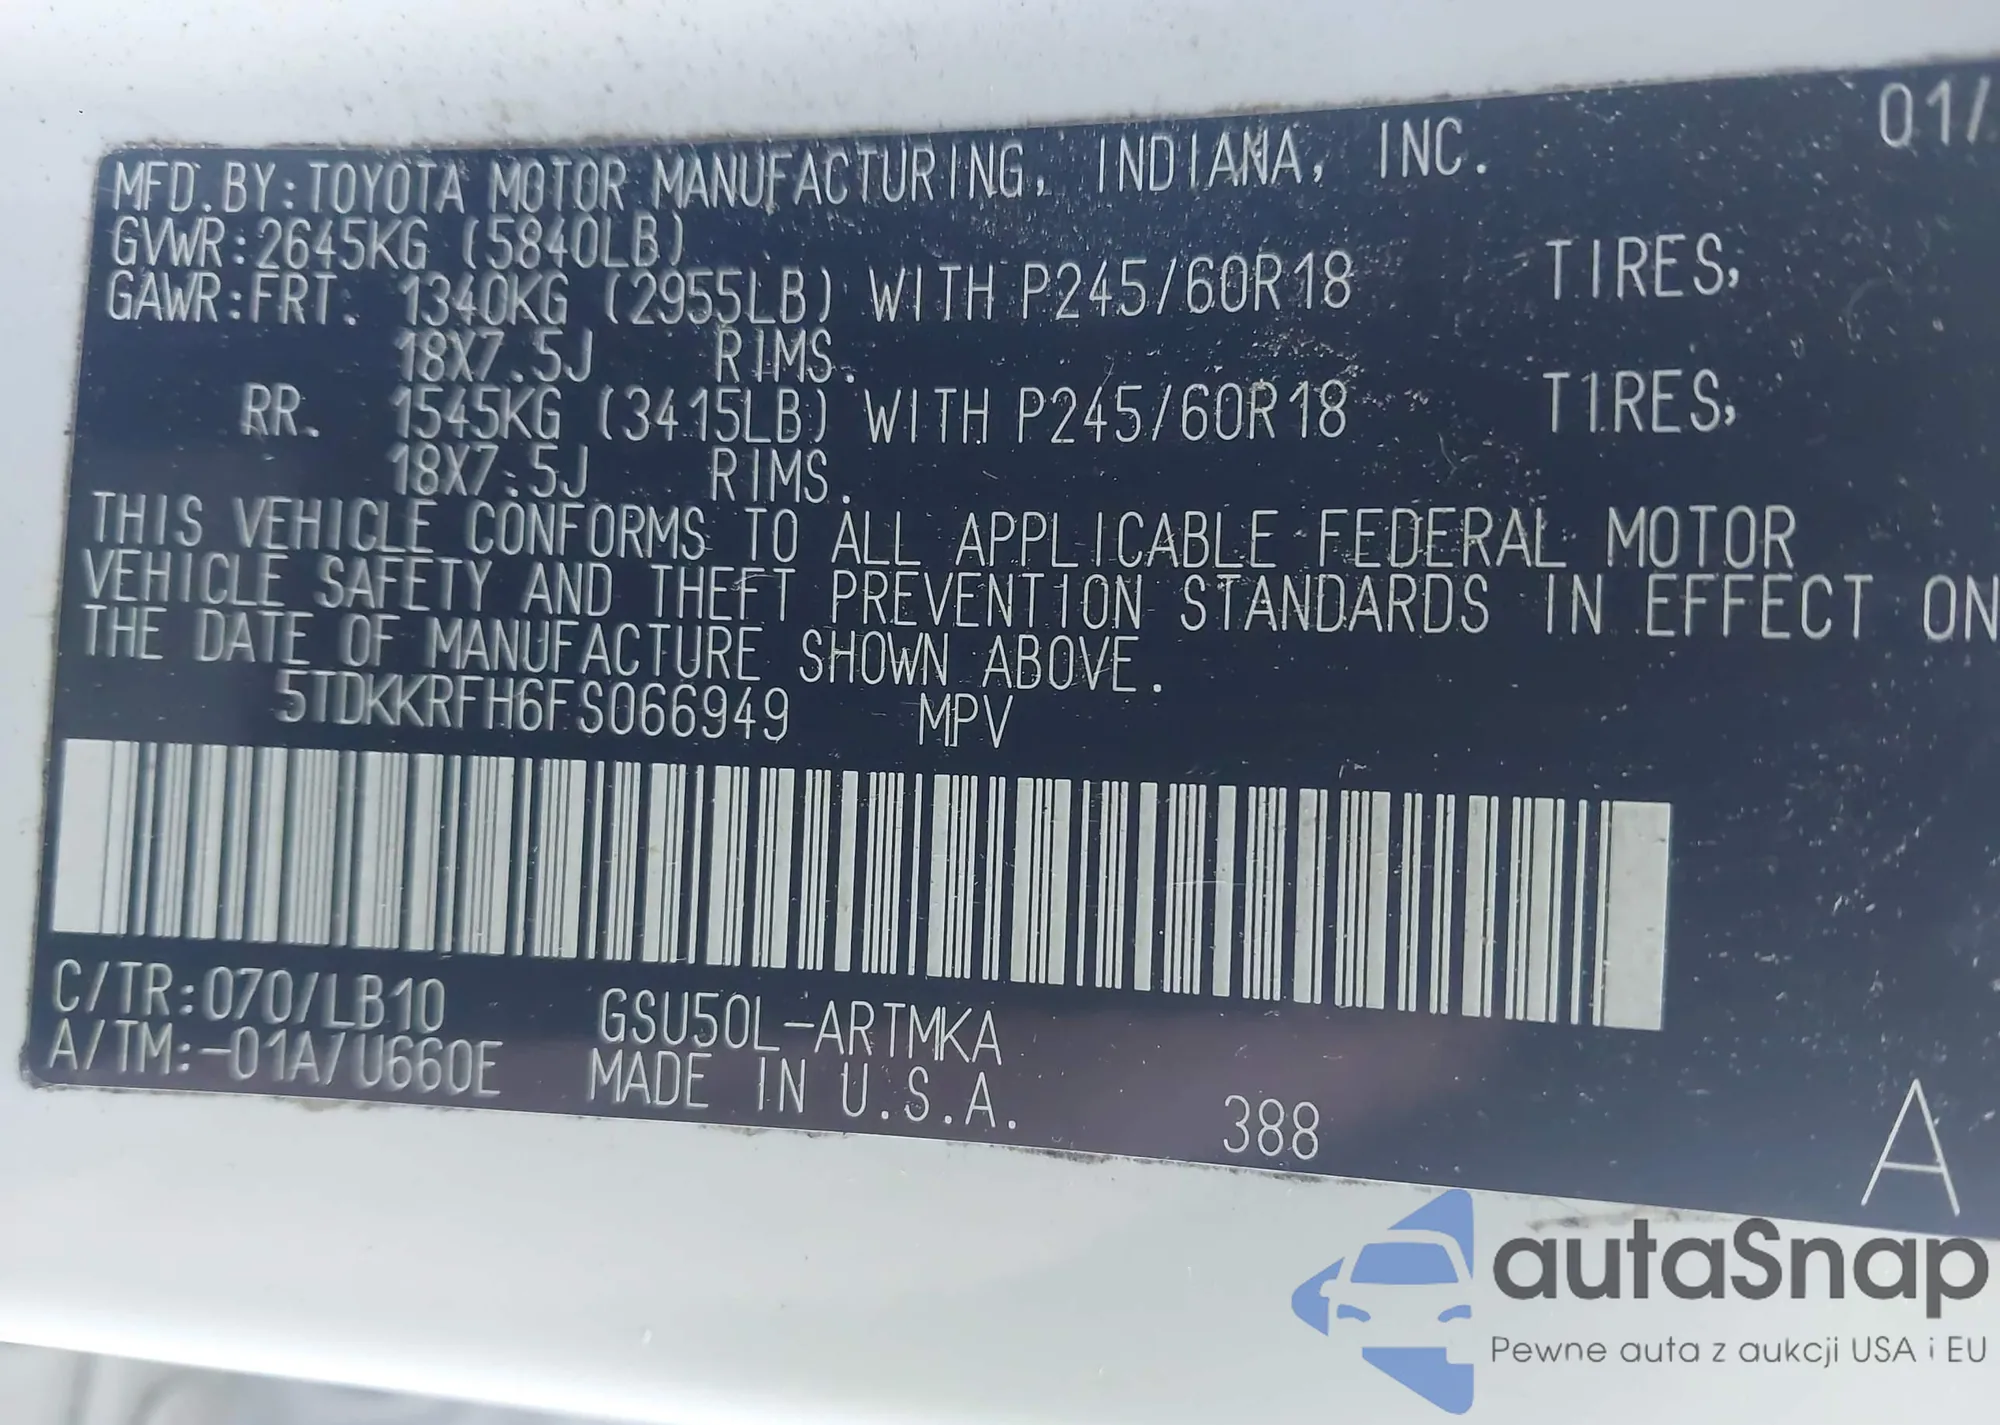 01/
MFD.BY:TOYOTA MOTOR MANUFACTURING, INDIANA, INC.
GVWR:2645KG (5840LB)
GAWR:FRT. 1340KG (2955LB) WITH P245/60R18 TIRES,
18X7.5J RIMS.
RR. 1545KG (3415LB) WITH P245/60R18 TIRES,
18X7.5J RIMS.
THIS VEHICLE CONFORMS TO ALL APPLICABLE FEDERAL MOTOR
VEHICLE SAFETY AND THEFT PREVENTION STANDARDS IN EFFECT ON
THE DATE OF MANUFACTURE SHOWN ABOVE.
5TDKKRFH6FS066949 MPV
C/TR:070/LB10 GSU50L-ARTMKA
A/TM:-01A/U660E MADE IN U.S.A. 388
A
autaSnap
Pewne auta z aukcji USA i EU